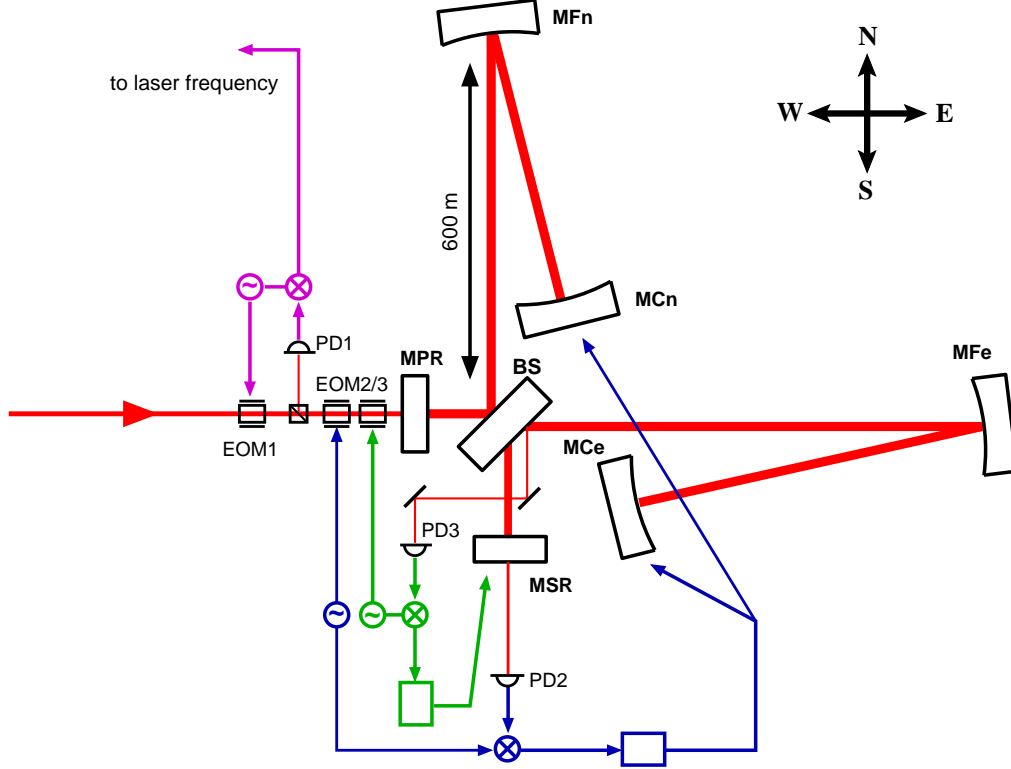 MFn
N
to laser frequency
W
E
S
600 m
MCn
PD1
MPR
MFe
BS
EOM2/3
~
EOM1
MCe
PD3
MSR
~
~
PD2